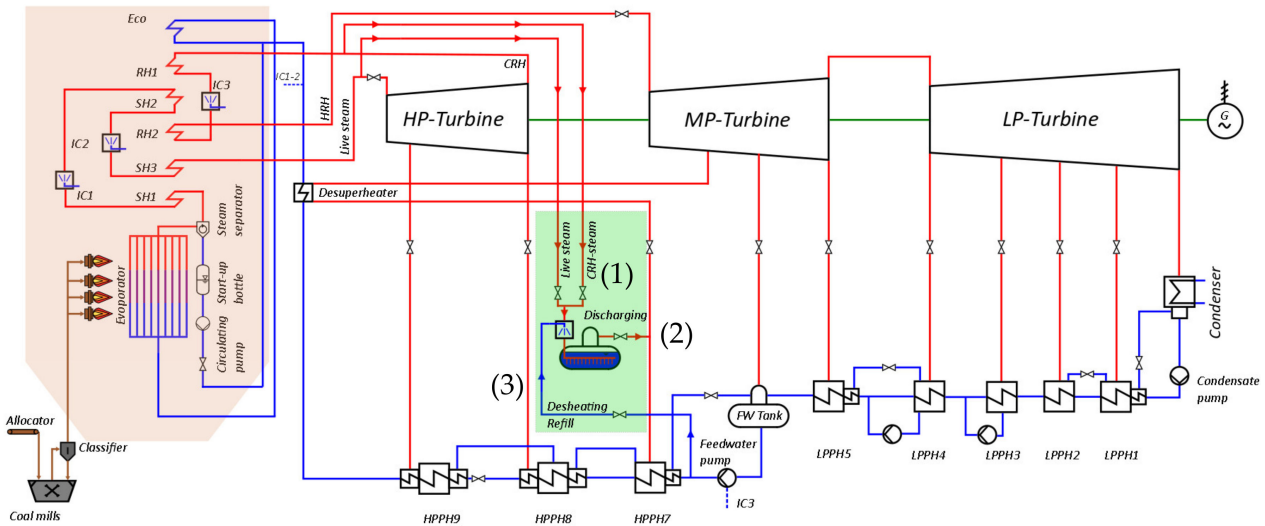 Eco
RH1
IC3
SH2
IC2
RH2
SH3
IC1
SH1
Steam
separator
Start-up
bottle
Evaporator
Circulating
pump
Allocator
Classifier
Coal mills
IC1-2
HRH
Live steam
CRH
HP-Turbine
MP-Turbine
LP-Turbine
G
~
Desuperheater
Live steam
CRH-steam
(1)
Discharging
(2)
(3)
Desheating
Refill
Feedwater
pump
IC3
FW Tank
Condenser
Condensate
pump
LPPH5
LPPH4
LPPH3
LPPH2
LPPH1
HPPH9
HPPH8
HPPH7